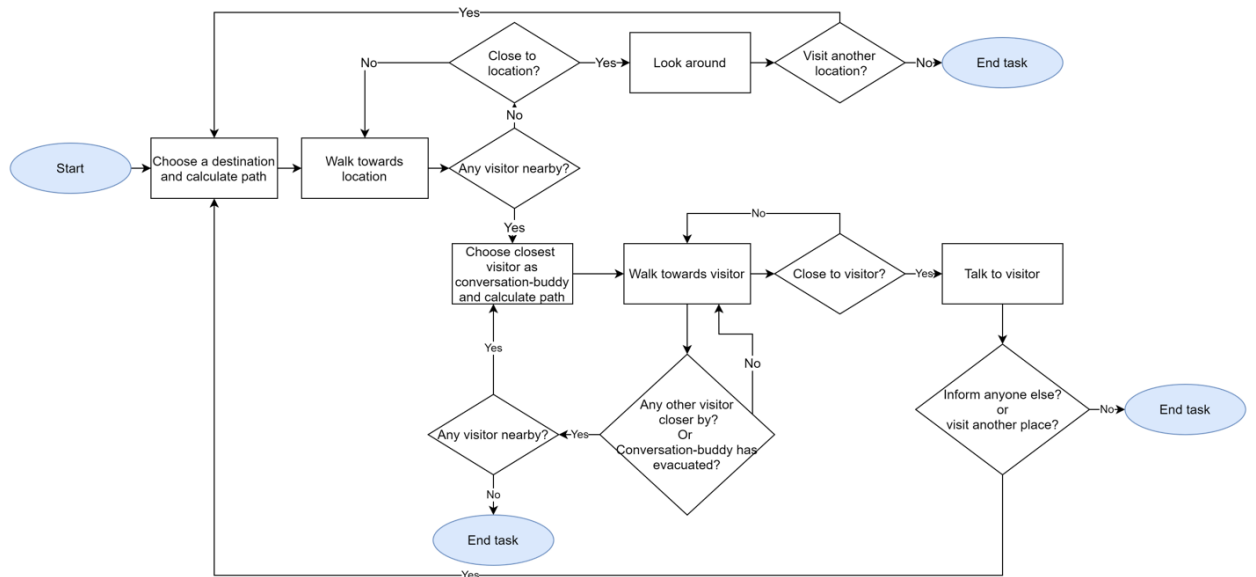 Yes
Close to
location?
No
Yes
Look around
Visit another
location?
No
End task
No
Start
Choose a destination
and calculate path
Walk towards
location
Any visitor nearby?
Yes
No
Choose closest
visitor as
conversation-buddy
and calculate path
Walk towards visitor
Close to visitor?
Yes
Talk to visitor
Yes
No
Any other visitor
closer by?
Or
Conversation-buddy has
evacuated?
Yes
Any visitor nearby?
No
End task
Inform anyone else?
or
visit another place?
No
End task
Yes